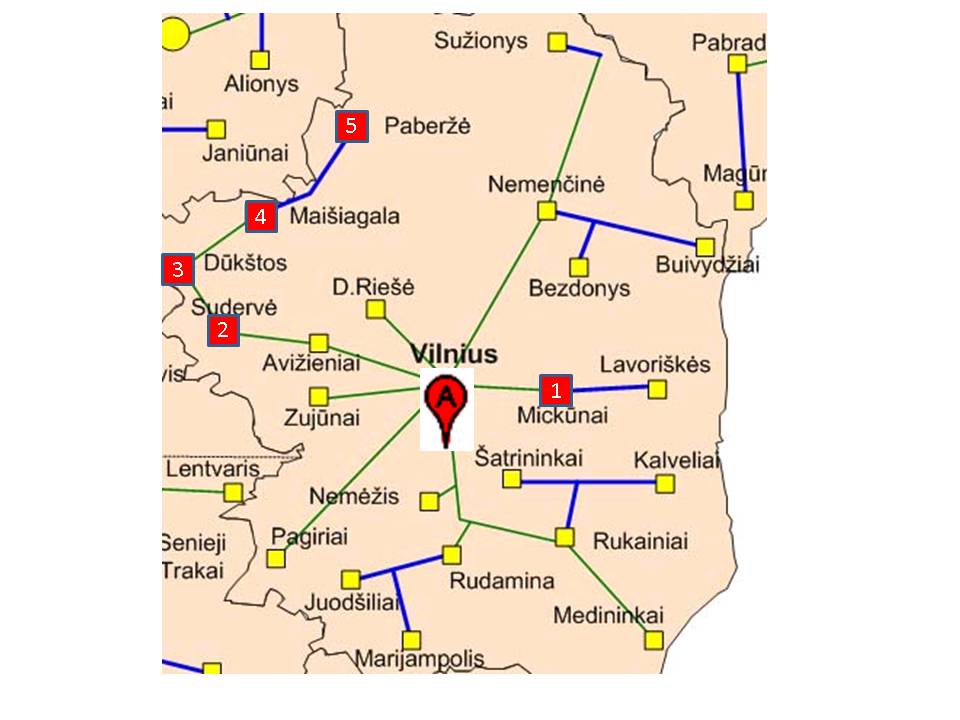 Sužionys
Pabrad
Alionys
ai
5
Paberžė
Janiūnai
Magūr
Nemenčinė
4
Maišiagala
3
Dūkštos
Buivydžiai
Bezdonys
D.Riešė
Sudervė
2
Vilnius
Avižieniai
Lavoriškės
vis
A
1
Zujūnai
Mickūnai
Šatrininkai
Kalveliai
Lentvaris
Nemėžis
Pagiriai
Senieji
Trakai
Rukainiai
Rudamina
Juodšiliai
Medininkai
Marijampolis